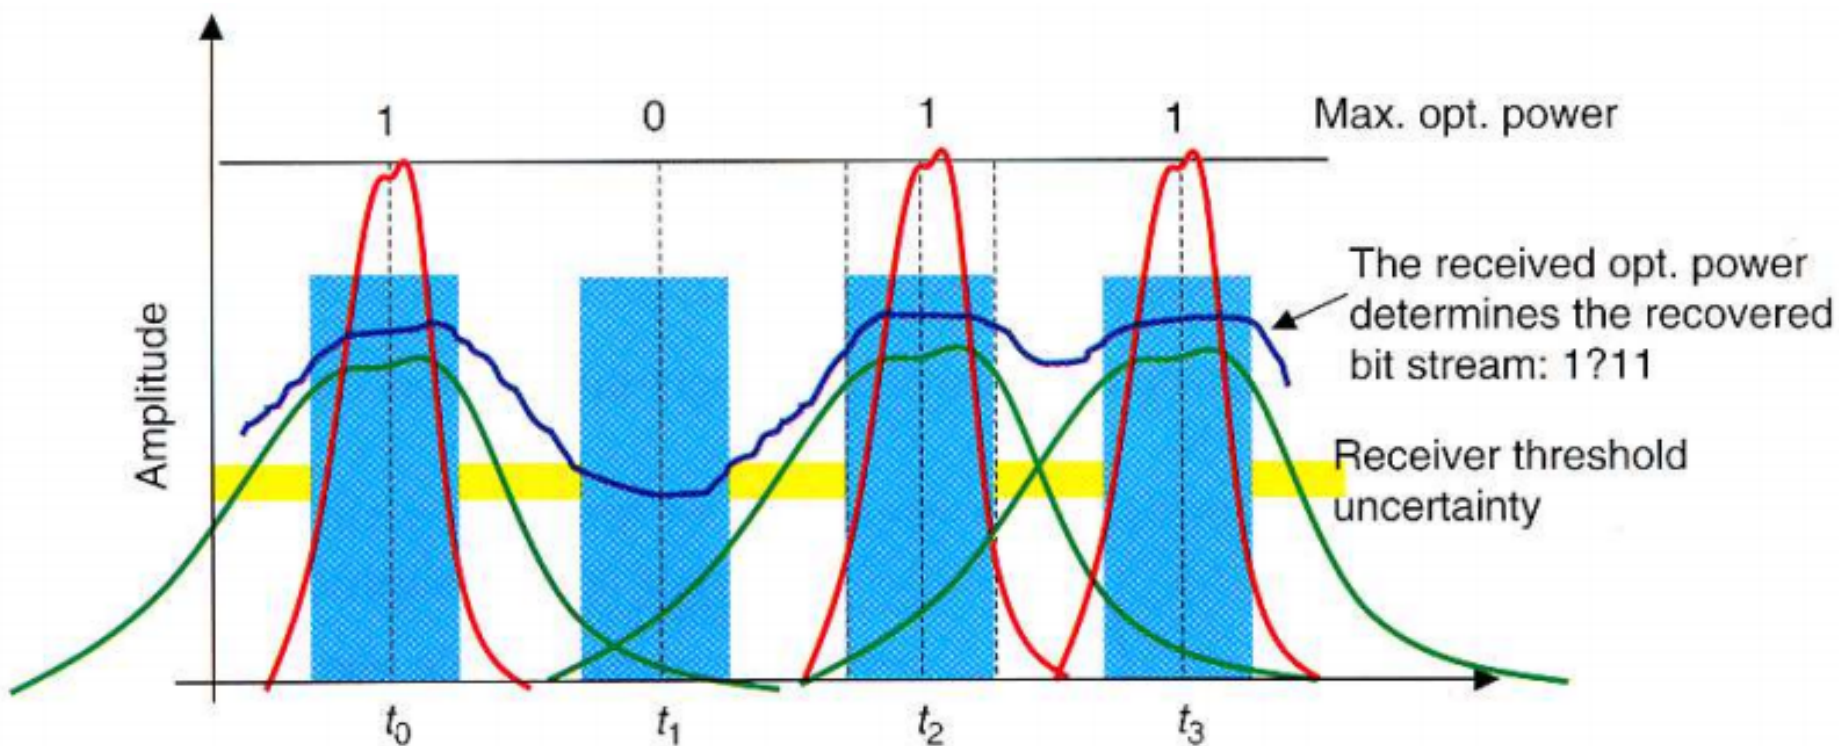 1 0 1 1 Max. opt. power
The received opt. power
determines the recovered
bit stream: 1?11
Amplitude
Receiver threshold
uncertainty
t₀ t₁ t₂ t₃